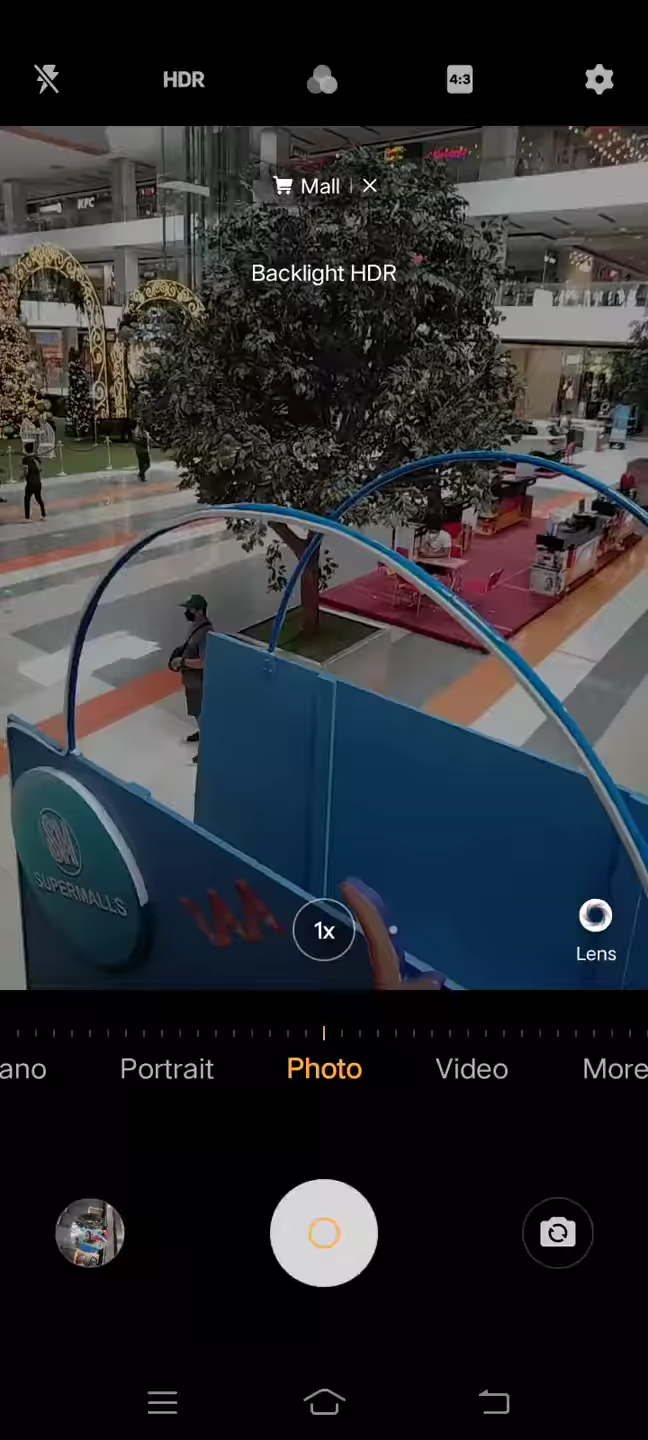 HDR
4:3
Mall
Backlight HDR
KFC
SM
SUPERMALLS
1x
Lens
ano
Portrait
Photo
Video
More